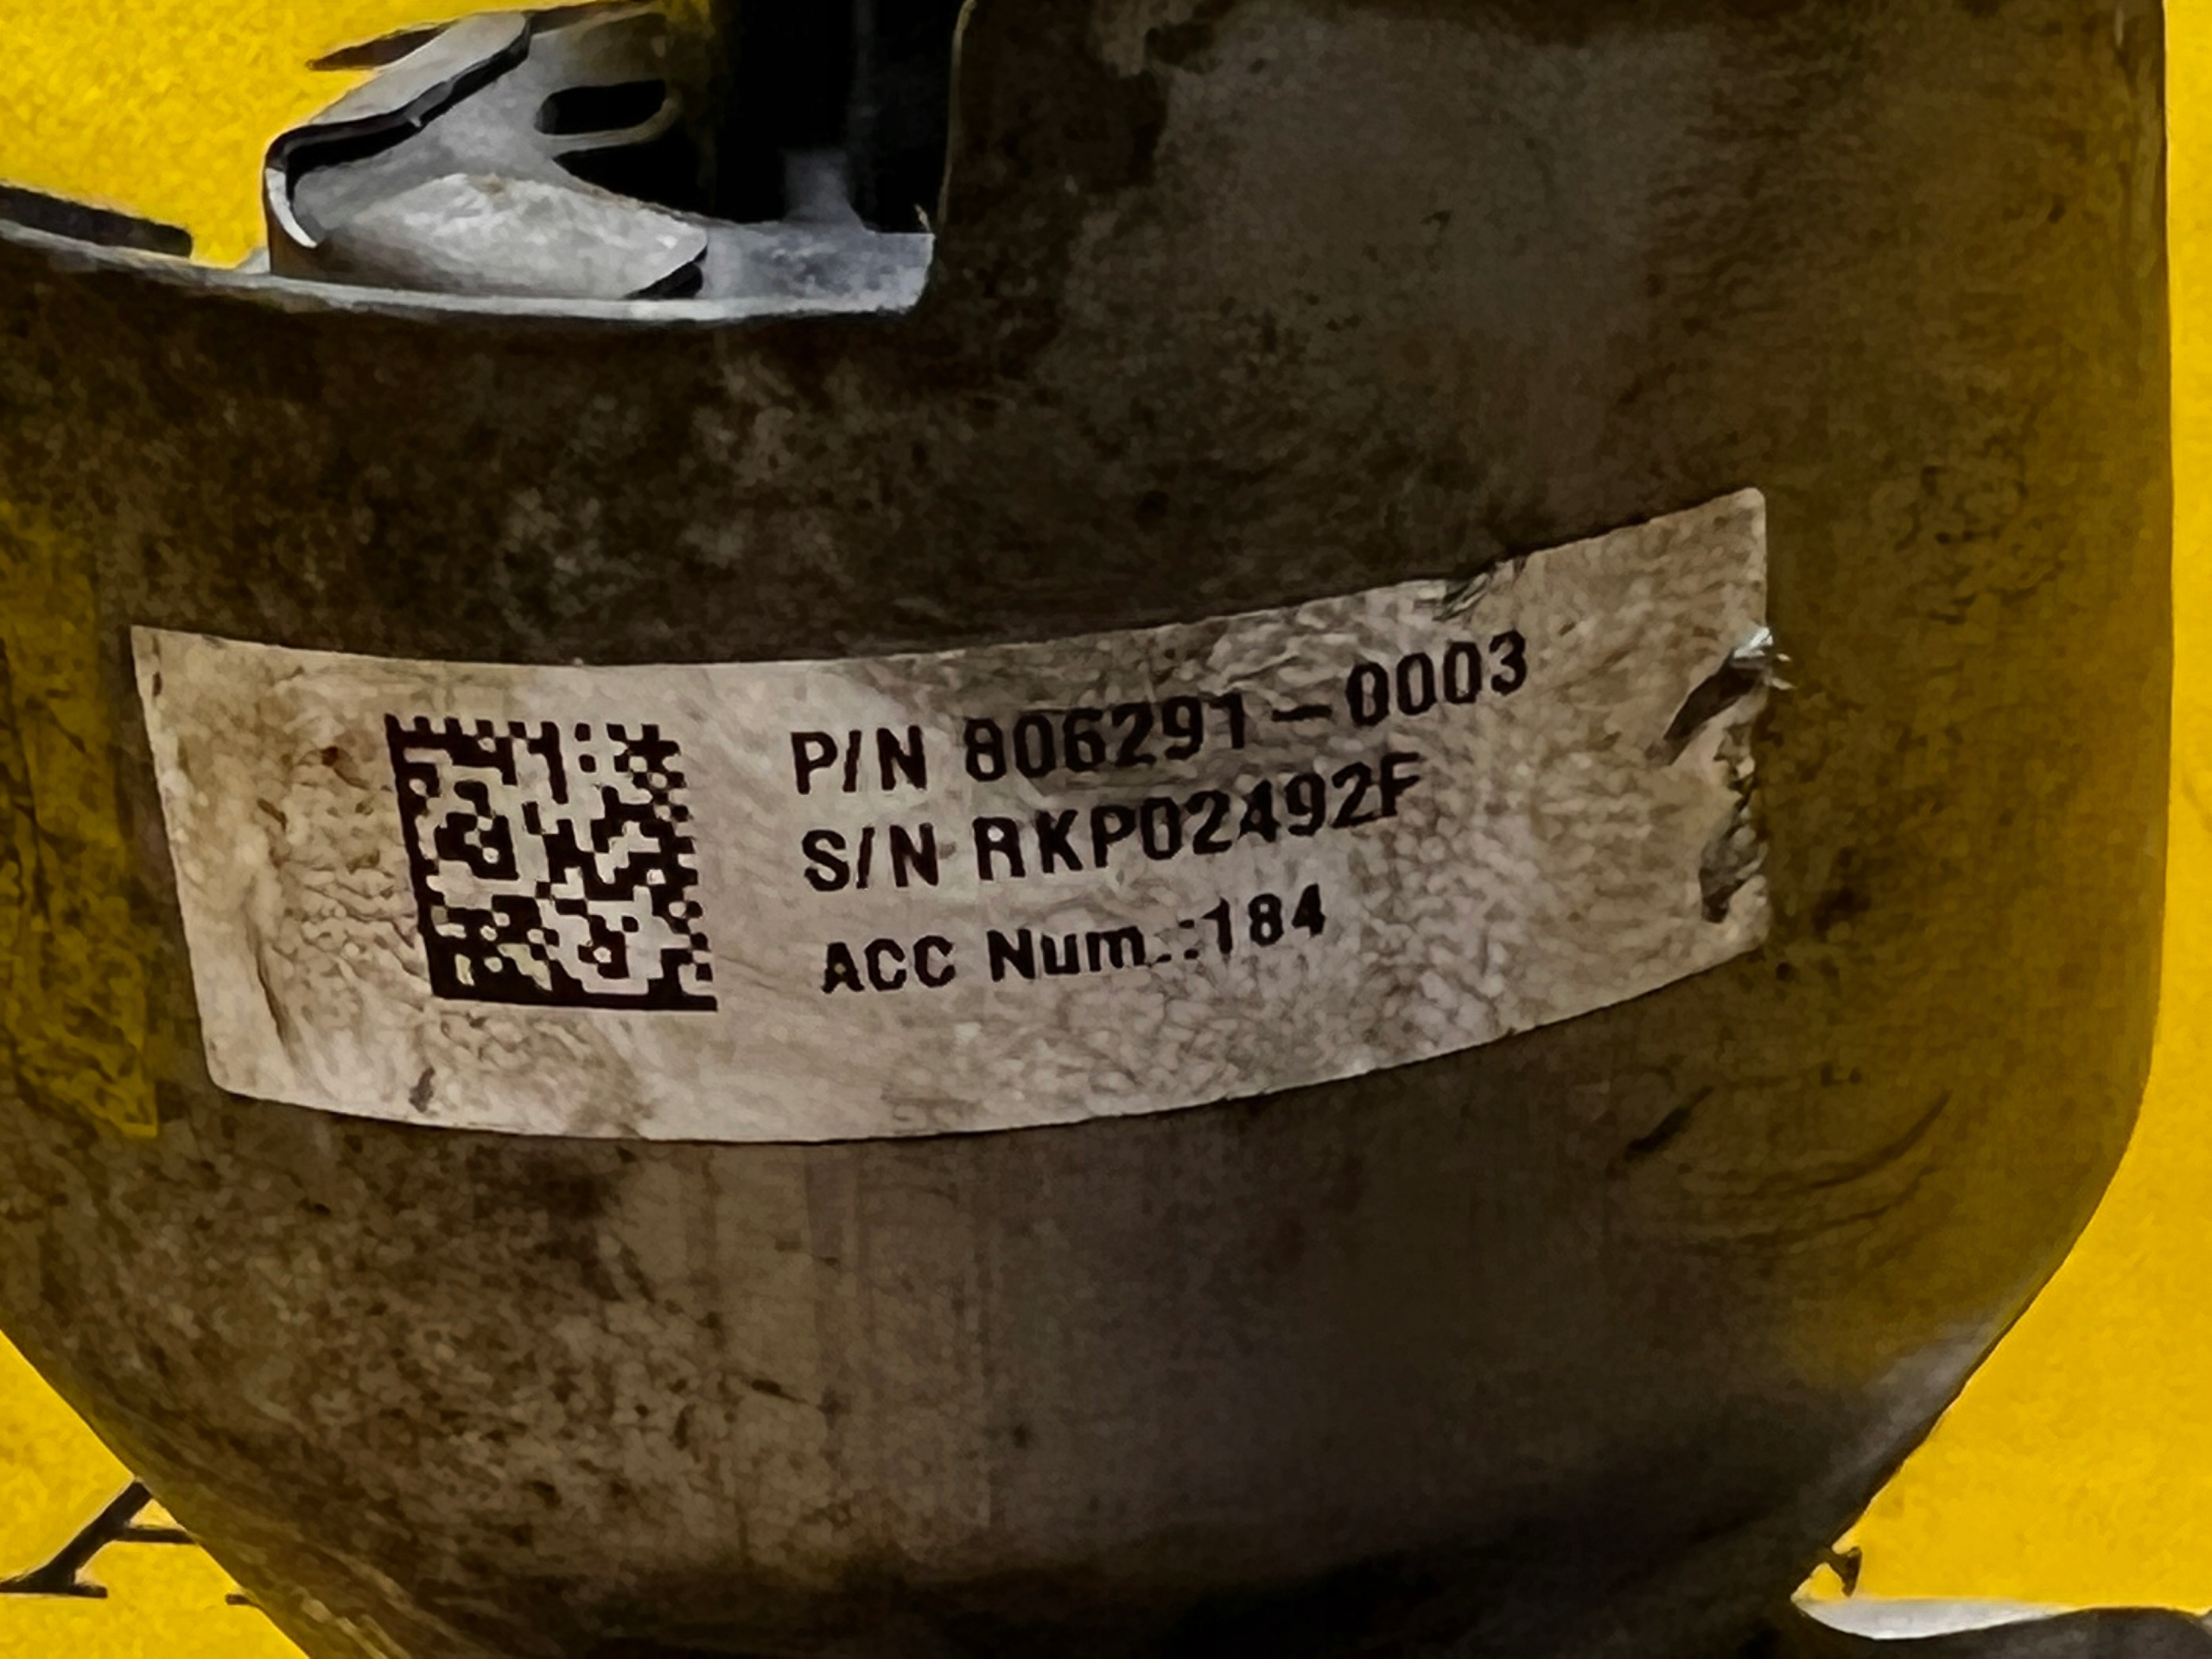 P/N 806291-0003
S/N RKP02492F
ACC Num.:184